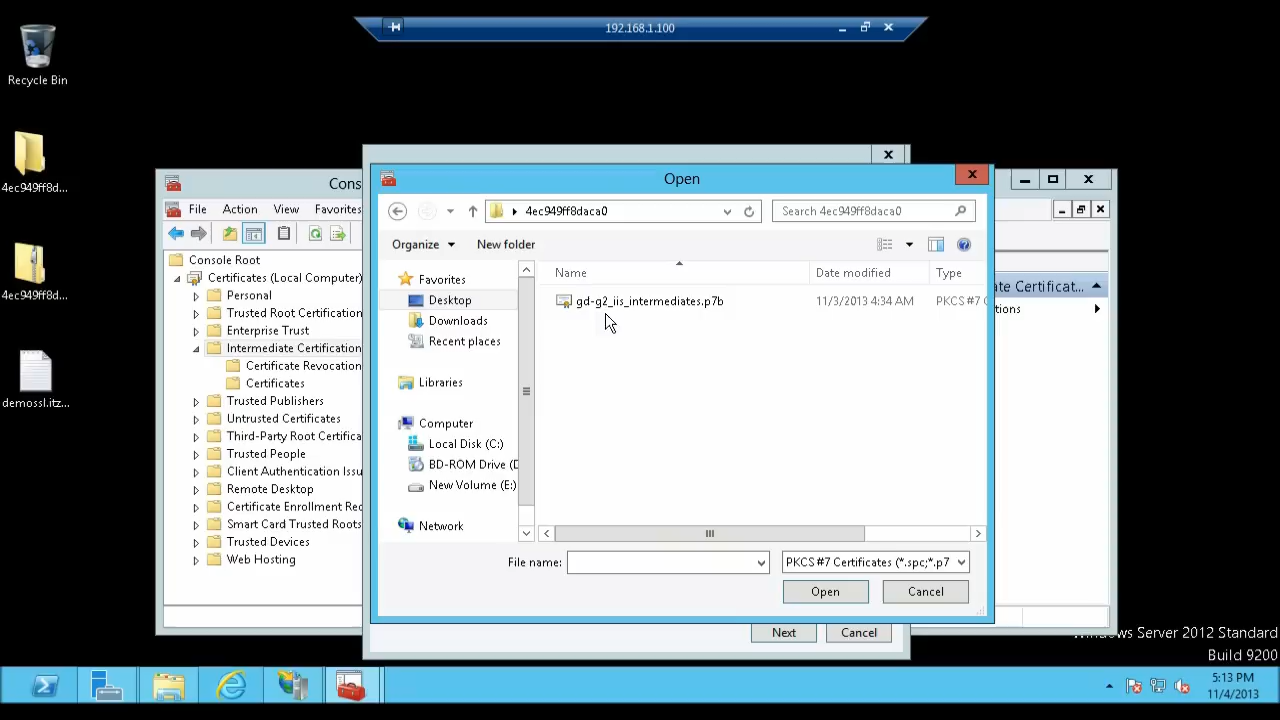 192.168.1.100
Recycle Bin
4ec949ff8d...
4ec949ff8d...
demossl.itz...
Cons
File Action View Favorites
Console Root
Certificates (Local Computer)
Personal
Trusted Root Certification
Enterprise Trust
Intermediate Certification
Certificate Revocation
Certificates
Trusted Publishers
Untrusted Certificates
Third-Party Root Certifica
Trusted People
Client Authentication Issu
Remote Desktop
Certificate Enrollment Req
Smart Card Trusted Roots
Trusted Devices
Web Hosting
Open
4ec949ff8daca0
Search 4ec949ff8daca0
Organize New folder
Favorites
Desktop
Downloads
Recent places
Libraries
Computer
Local Disk (C:)
BD-ROM Drive (D
New Volume (E:)
Network
Name Date modified Type
gd-g2_iis_intermediates.p7b 11/3/2013 4:34 AM PKCS #7 C
File name:
PKCS #7 Certificates (*.spc;*.p7
Open Cancel
Next Cancel
ate Certificat...
tions
Windows Server 2012 Standard
Build 9200
5:13 PM
11/4/2013